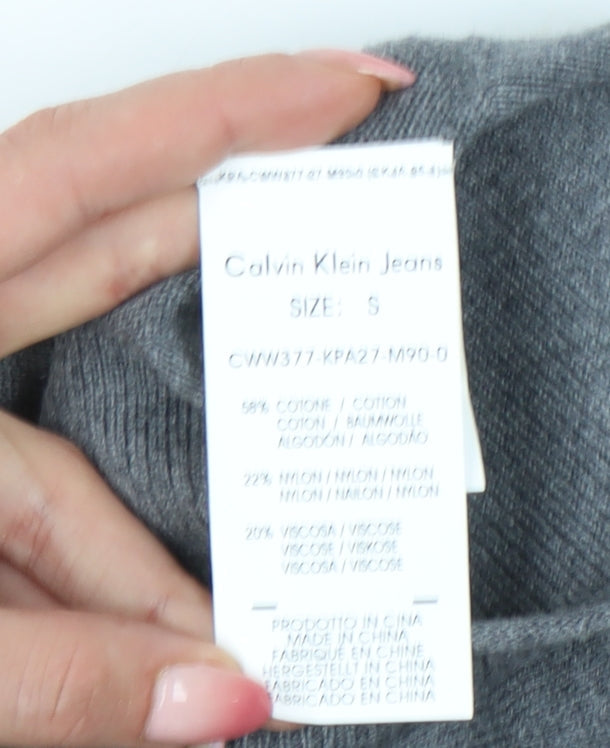 Calvin Klein Jeans
SIZE: S
CWW377-KPA27-M90 0
58% COTONE / COTTON
COTON / BAUMWOLLE
ALGODÓN / ALGODÃO
22% NYLON / NYLON / NYLON
NYLON / NAILON / NYLON
20% VISCOSA / VISCOSE
VISCOSE / VISKOSE
VISCOSA / VISCOSE
PRODOTTO IN CINA
MADE IN CHINA
FABRIQUÉ EN CHINE
HERGESTELLT IN CHINA
FABRICADO EN CHINA
FABRICADO EN CHINA